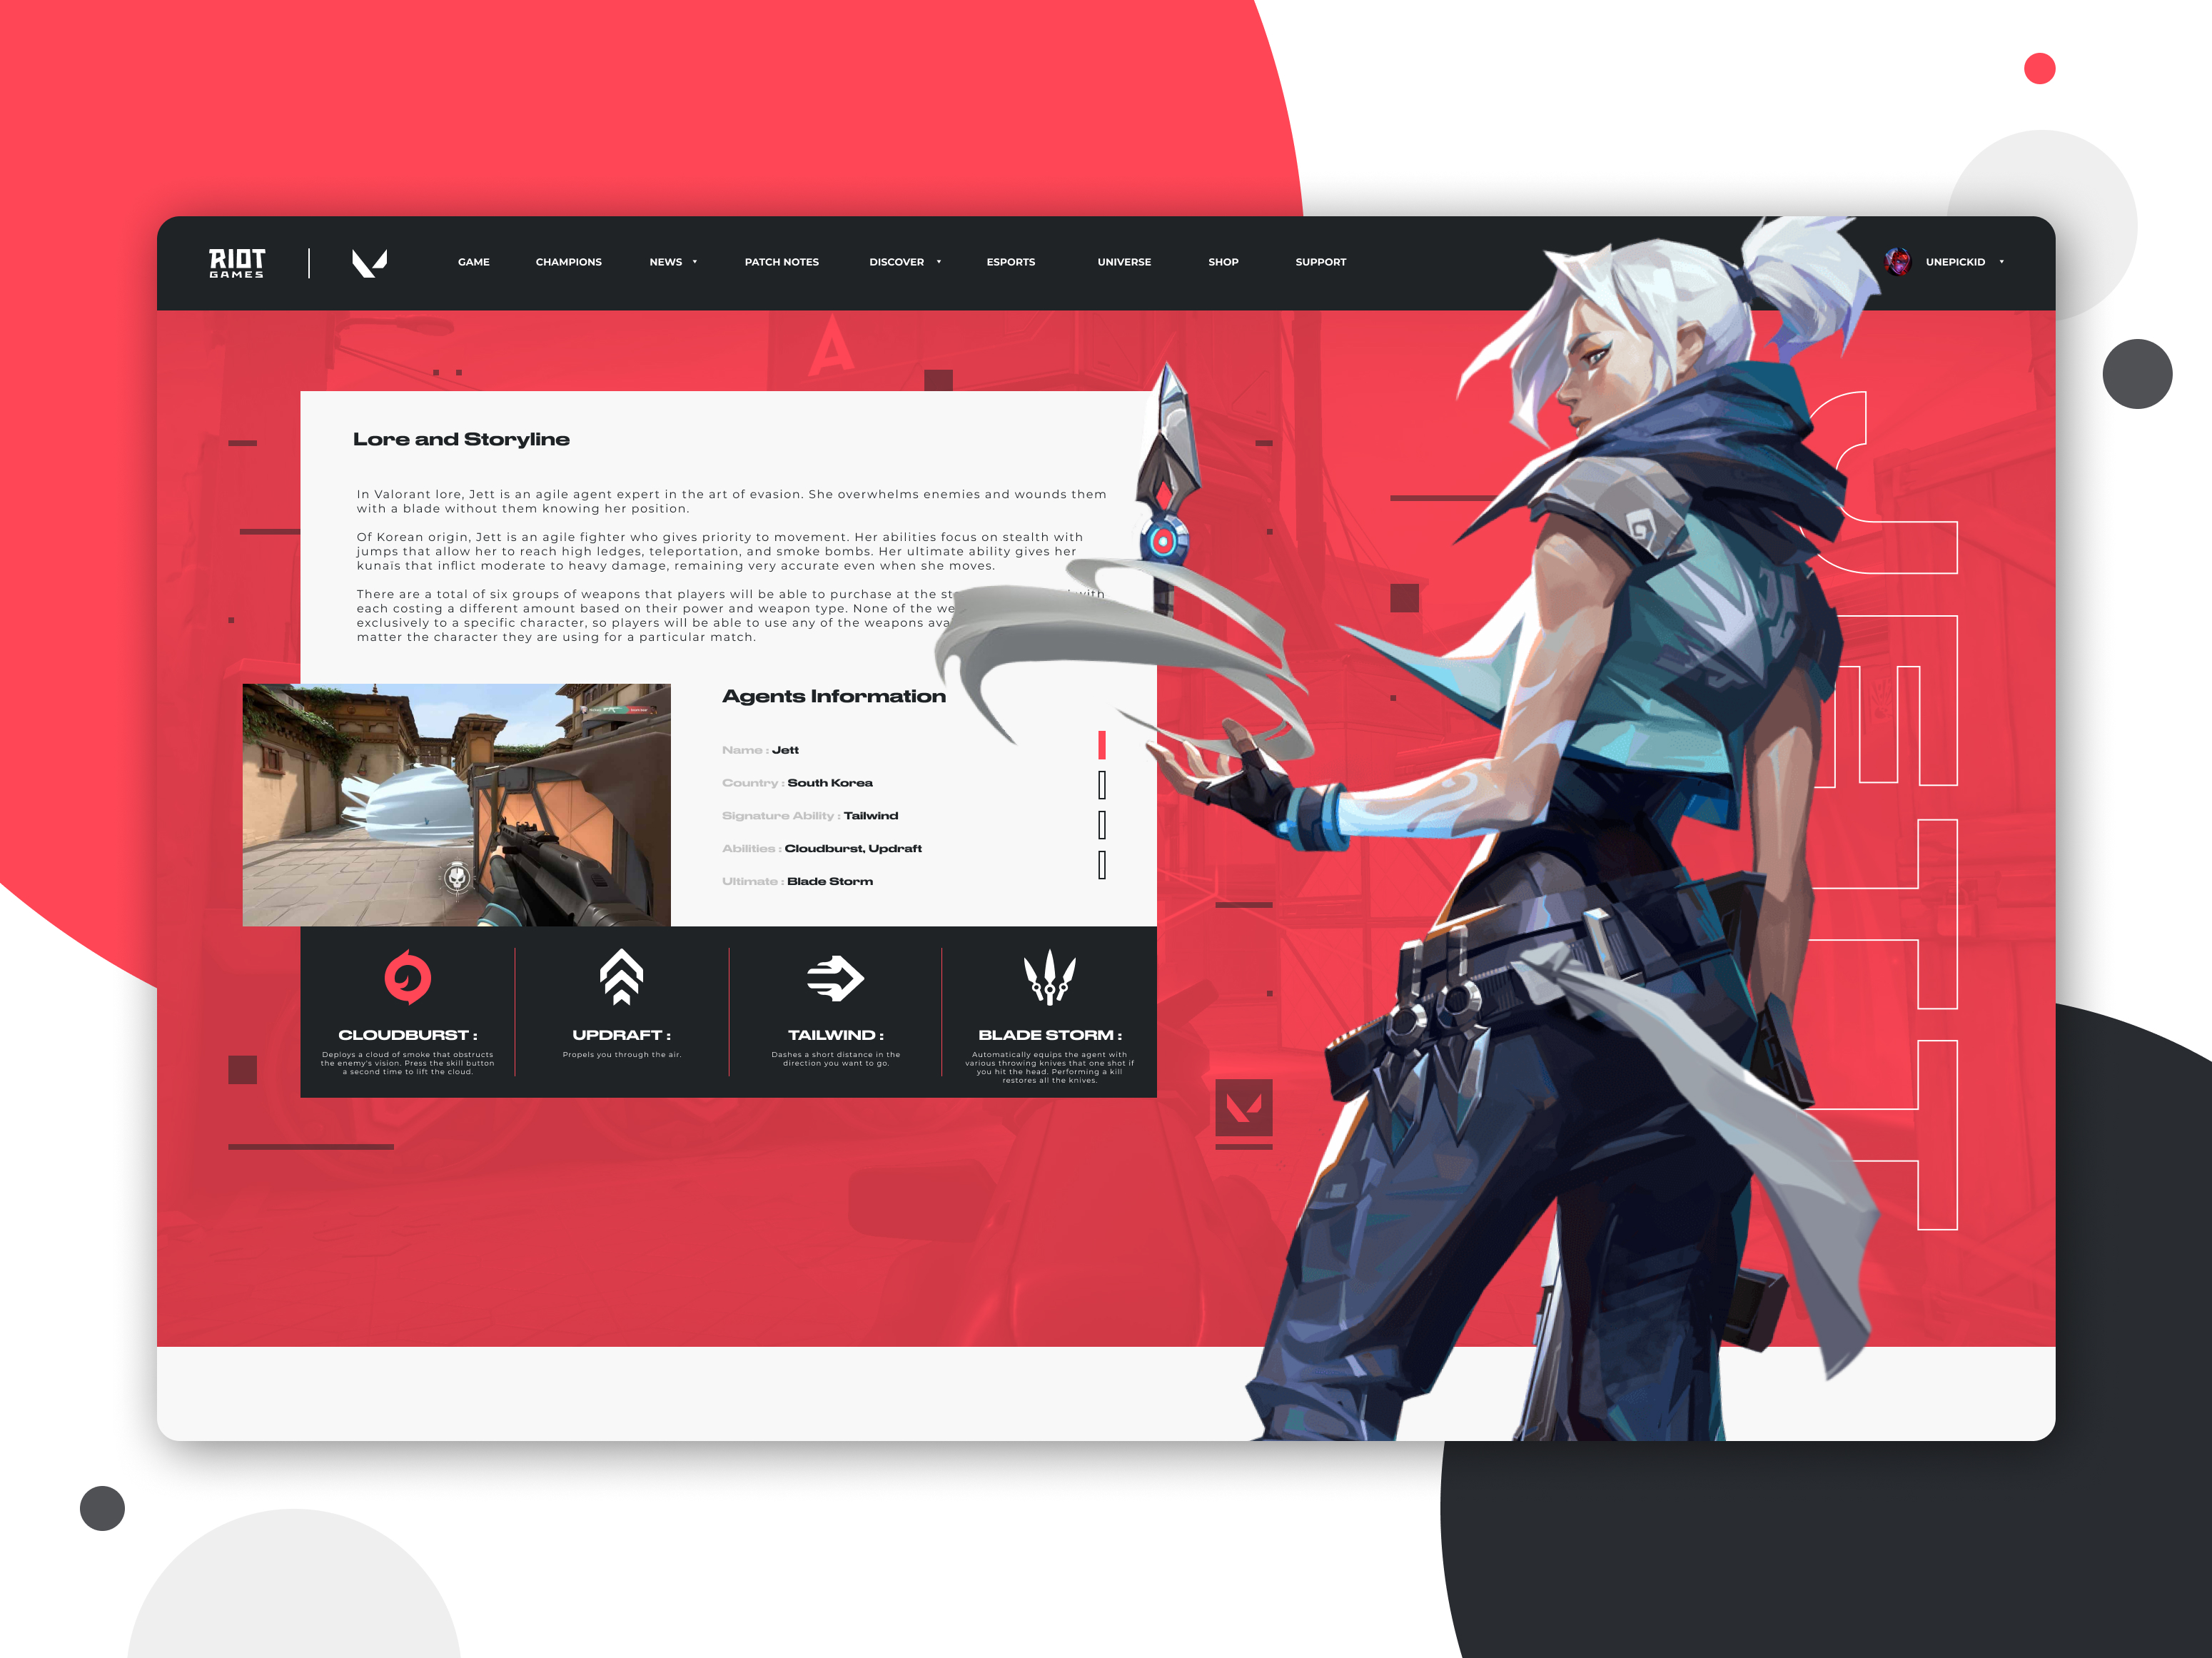 RIOT
GAMES
GAME
CHAMPIONS
NEWS
PATCH NOTES
DISCOVER
ESPORTS
UNIVERSE
SHOP
SUPPORT
UNEPICKID
A
Lore and Storyline
In Valorant lore, Jett is an agile agent expert in the art of evasion. She overwhelms enemies and wounds them
with a blade without them knowing her position.
Of Korean origin, Jett is an agile fighter who gives priority to movement. Her abilities focus on stealth with
jumps that allow her to reach high ledges, teleportation, and smoke bombs. Her ultimate ability gives her
kunais that inflict moderate to heavy damage, remaining very accurate even when she moves.
There are a total of six groups of weapons that players will be able to purchase at the with
each costing a different amount based on their power and weapon type. None of the
exclusively to a specific character, so players will be able to use any of the weapons
matter the character they are using for a particular match.
Agents Information
Name : Jett
Country : South Korea
Signature Ability : Tailwind
Abilities : Cloudburst, Updraft
Ultimate : Blade Storm
CLOUDBURST :
Deploys a cloud of smoke that obstructs
the enemy's vision. Press the skill button
a second time to lift the cloud.
UPDRAFT :
Propels you through the air.
TAILWIND :
Dashes a short distance in the
direction you want to go.
BLADE STORM :
Automatically equips the agent with
various throwing knives that one shot if
you hit the head. Performing a kill
restores all the knives.
JETT